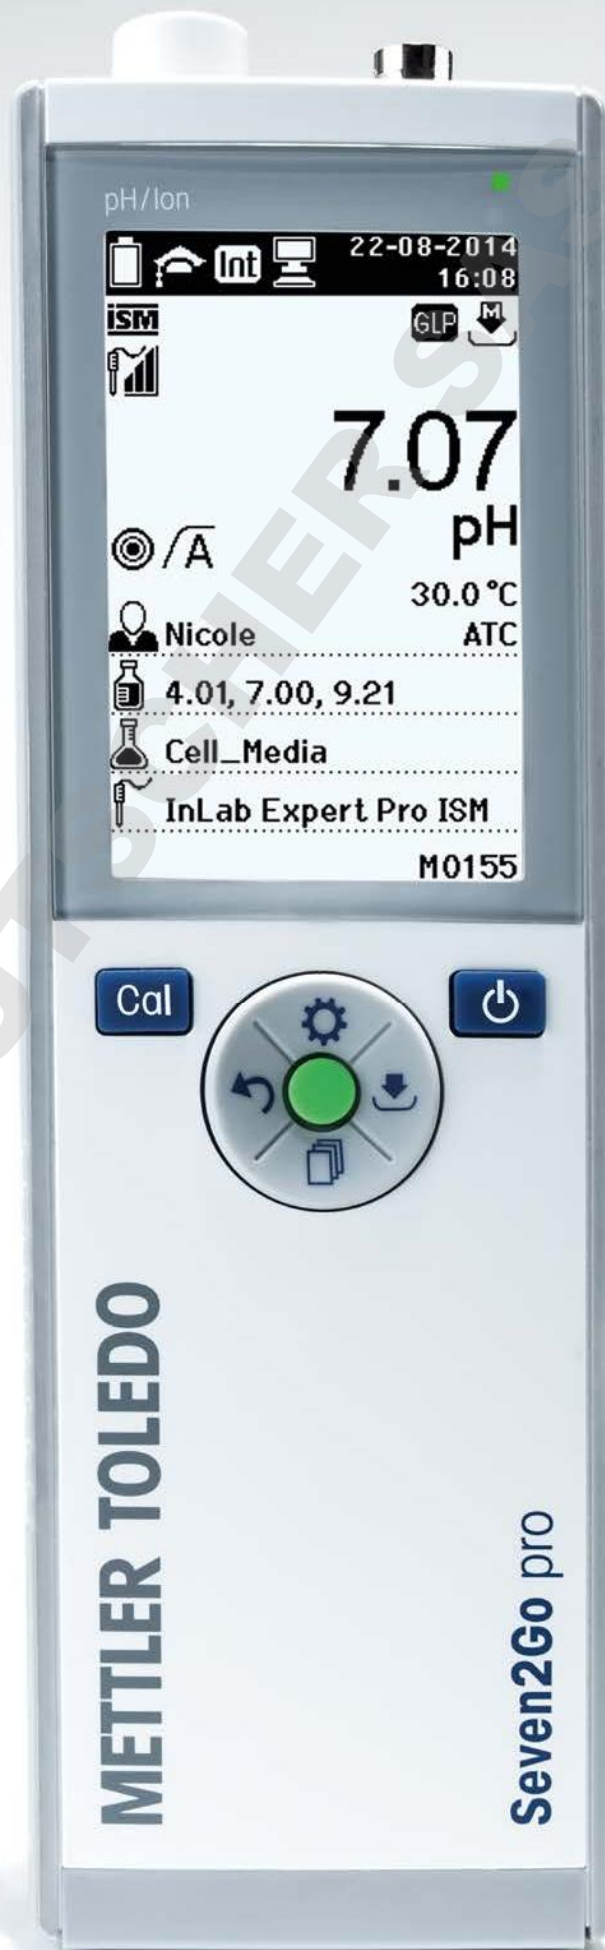 pH/Ion
Int
22-08-2014
16:08
ISM
GLP
M
7.07
pH
A
30.0 °C
Nicole
ATC
4.01, 7.00, 9.21
Cell_Media
InLab Expert Pro ISM
M0155
Cal
METTLER TOLEDO
Seven2Go pro